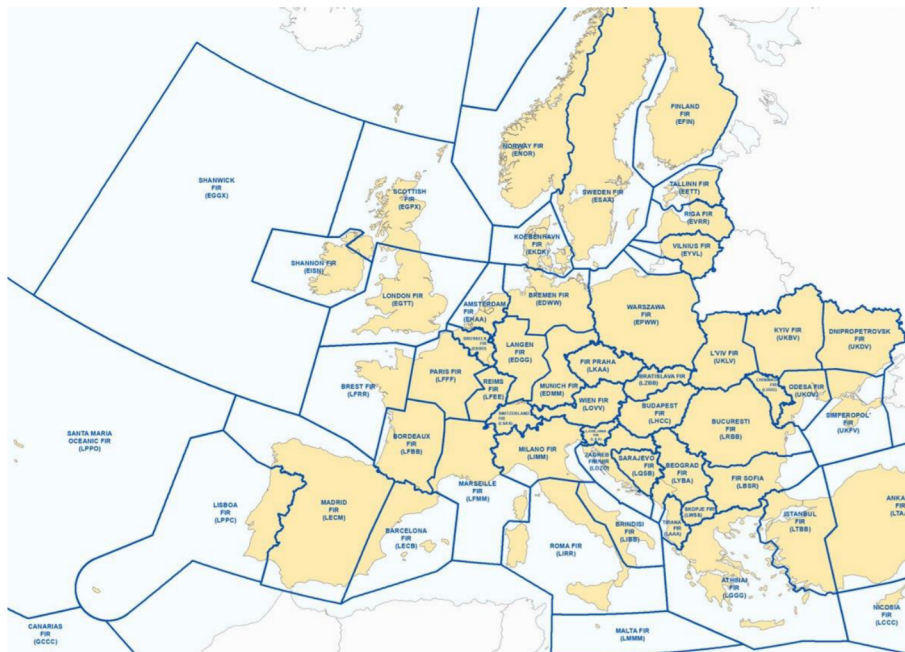 FINLAND
FIR
(EFIN)
NORWAY FIR
(ENOR)
SHANWICK
FIR
(EGGX)
SCOTTISH
FIR
(EGPX)
SWEDEN FIR
(ESAA)
TALLINN FIR
(EETT)
RIGA FIR
(EVRR)
KOEBENHAVN
FIR
(EKDK)
VILNIUS FIR
(EYVL)
SHANNON FIR
(EISN)
LONDON FIR
(EGTT)
AMSTERDAM
FIR
(EHAA)
BREMEN FIR
(EDWW)
WARSZAWA
FIR
(EPWW)
KYIV FIR
(UKBV)
DNIPROPETROVSK
FIR
(UKDV)
L'VIV FIR
(UKLV)
LANGEN
FIR
(EDGG)
FIR PRAHA
(LKAA)
PARIS FIR
(LFFF)
REIMS
FIR
(LFEE)
MUNICH FIR
(EDMM)
BRATISLAVA FIR
(LZBB)
BREST FIR
(LFRR)
ODESA FIR
(UKOV)
WIEN FIR
(LOVV)
BUDAPEST
FIR
(LHCC)
SIMFEROPOL'
FIR
(UKFV)
BUCURESTI
FIR
(LRBB)
SANTA MARIA
OCEANIC FIR
(LPPO)
BORDEAUX
FIR
(LFBB)
MILANO FIR
(LIMM)
ZAGREB
(LDZO)
SARAJEVO
FIR
(LQSB)
BEOGRAD
FIR
(LYBA)
FIR SOFIA
(LBSR)
MARSEILLE
FIR
(LFMM)
LISBOA
FIR
(LPPC)
MADRID
FIR
(LECM)
BARCELONA
FIR
(LECB)
ROMA FIR
(LIRR)
BRINDISI
FIR
(LIBB)
SKOPJE FIR
(LWSS)
TIRANA
FIR
(LAAA)
ISTANBUL
FIR
(LTBB)
ANKA
FIR
(LTAA
ATHINAI
FIR
(LGGG)
NICOSIA
FIR
(LCCC)
CANARIAS
FIR
(GCCC)
MALTA FIR
(LMMM)